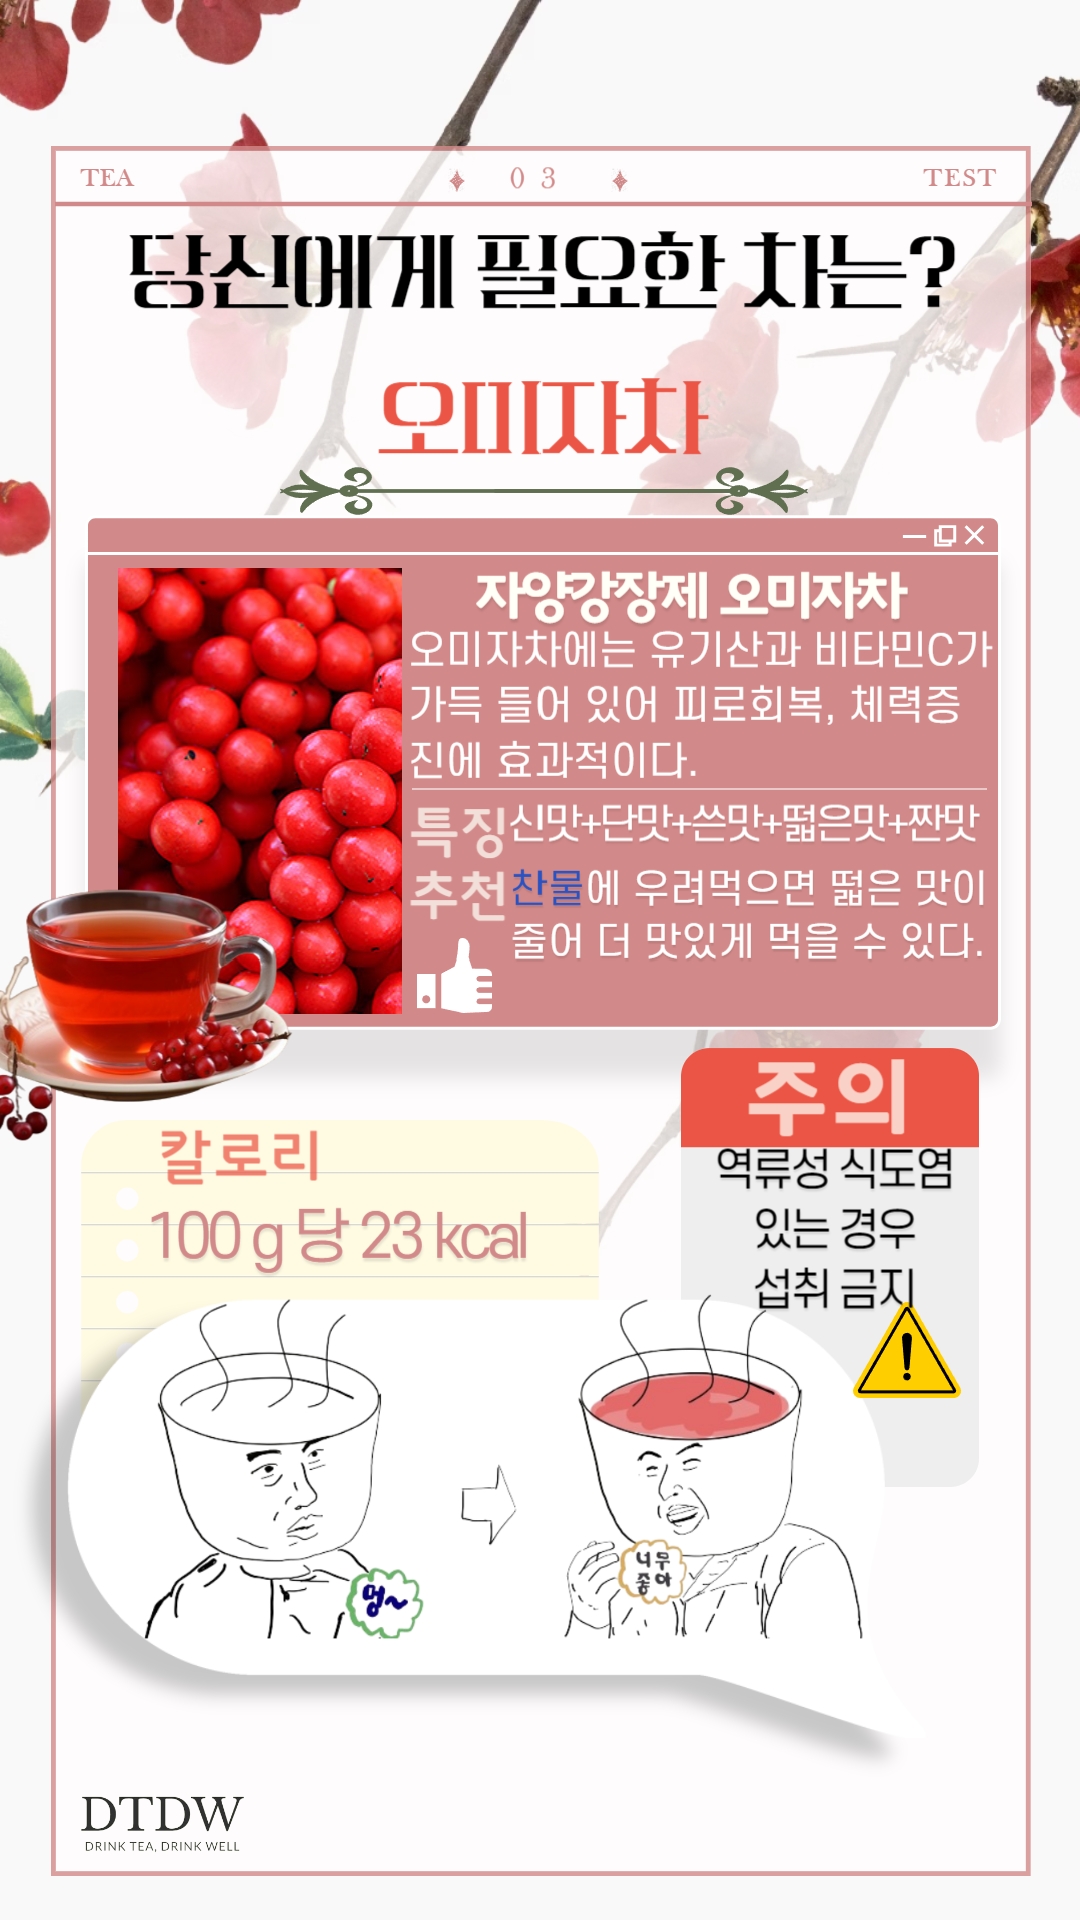 TEA 03 TEST
당신에게 필요한 차는?
오미자차
자양강장제 오미자차
오미자차에는 유기산과 비타민C가
가득 들어 있어 피로회복, 체력증
진에 효과적이다.
특징 신맛+단맛+쓴맛+떫은맛+짠맛
추천 찬물에 우려먹으면 떫은 맛이
줄어 더 맛있게 먹을 수 있다.
주의
역류성 식도염
있는 경우
섭취 금지
칼로리
100 g 당 23 kcal
멍~
너무
좋아
DTDW
DRINK TEA, DRINK WELL